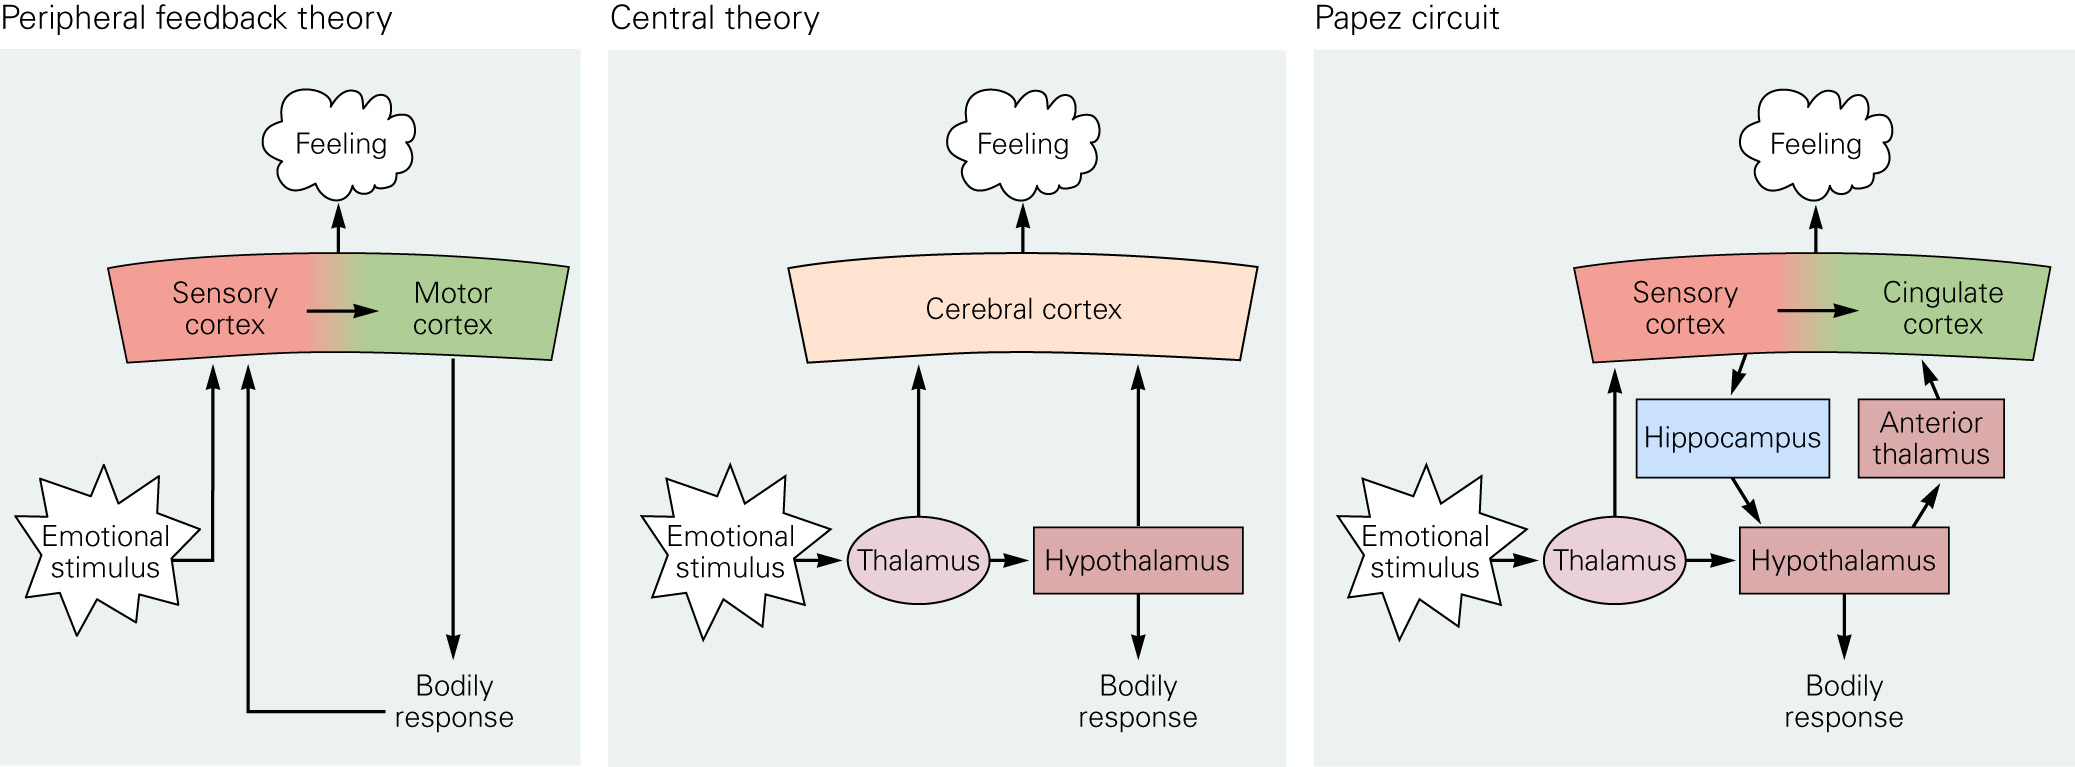 Peripheral feedback theory
Feeling
Sensory
cortex
Motor
cortex
Emotional
stimulus
Bodily
response
Central theory
Feeling
Cerebral cortex
Emotional
stimulus
Thalamus
Hypothalamus
Bodily
response
Papez circuit
Feeling
Sensory
cortex
Cingulate
cortex
Hippocampus
Anterior
thalamus
Emotional
stimulus
Thalamus
Hypothalamus
Bodily
response